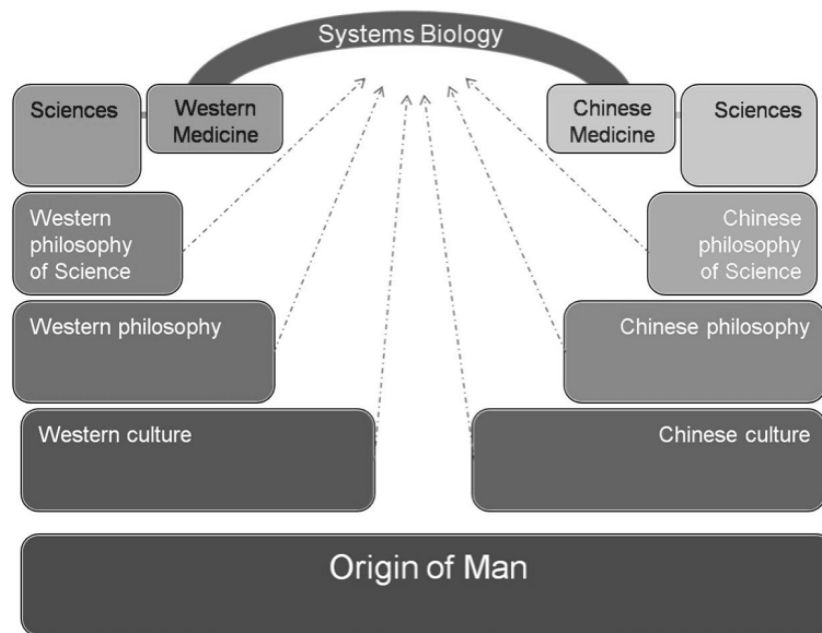 Systems Biology
Sciences
Western
Medicine
Chinese
Medicine
Sciences
Western
philosophy
of Science
Chinese
philosophy
of Science
Western philosophy
Chinese philosophy
Western culture
Chinese culture
Origin of Man